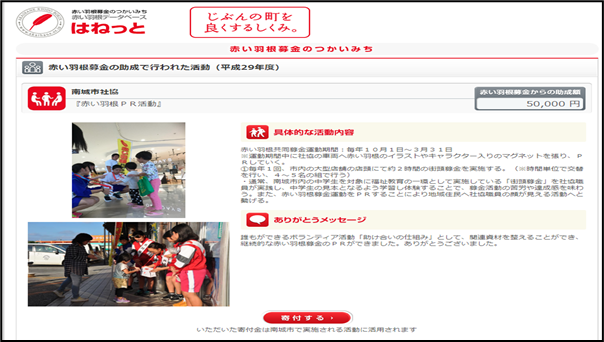 赤い羽根募金のつかいみち
赤い羽根データベース
はねっと
じぶんの町を
良くするしくみ。
赤い羽根募金のつかいみち
赤い羽根募金の助成で行われた活動（平成29年度）
南城市社協
『赤い羽根ＰＲ活動』
赤い羽根募金からの助成額
50,000 円
具体的な活動内容
赤い羽根共同募金運動期間：毎年１０月１日～３月３１日
※運動期間中に社協の車両へ赤い羽根のイラストやキャラクター入りのマグネットを張り、Ｐ
Ｒしていく。
①毎年１回、市内の大型店舗の店頭にて約２時間の街頭募金を実施する。（※時間単位で交替
を行い、４～５名の組で行う）
・通常、南城市内の中学生を対象に福祉教育の一環として実施している「街頭募金」を社協職
員が実践し、中学生の見本となるよう学習し体験することで、募金活動の苦労や達成感を味わ
う。また、赤い羽根募金運動をＰＲすることにより地域住民へ社協職員の顔が見える活動へと
繋げる。
ありがとうメッセージ
誰もができるボランティア活動「助け合いの仕組み」として、関連資材を整えることができ、
継続的な赤い羽根募金のＰＲができました。ありがとうございました。
寄付する
いただいた寄付金は南城市で実施される活動に活用されます